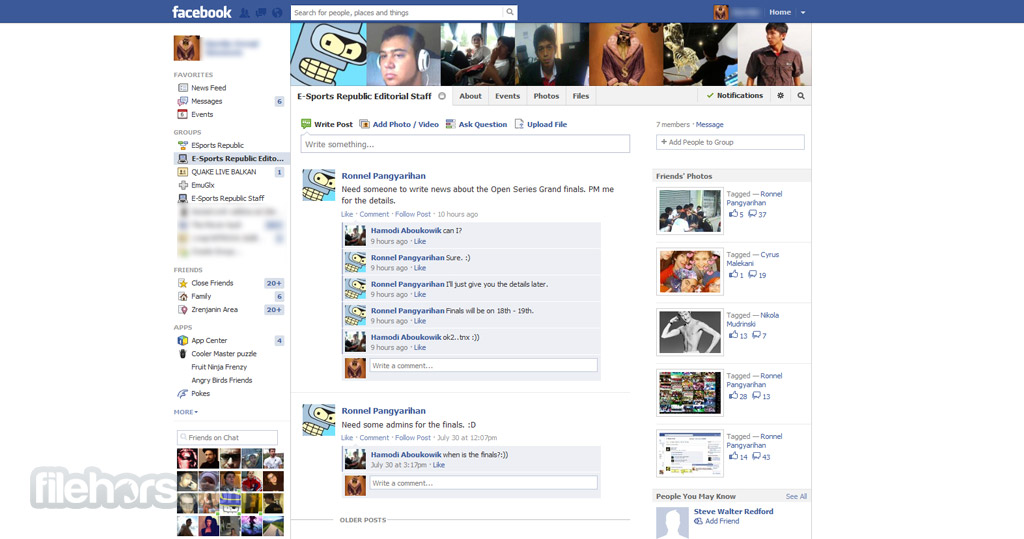 facebook
Search for people, places and things
Home
FAVORITES
News Feed
Messages 6
Events
GROUPS
ESports Republic
E-Sports Republic Edito...
QUAKE LIVE BALKAN 1
EmuGlx
E-Sports Republic Staff
FRIENDS
Close Friends 20+
Family 6
Zrenjanin Area 20+
APPS
App Center 4
Cooler Master puzzle
Fruit Ninja Frenzy
Angry Birds Friends
Pokes
MORE
Friends on Chat
filehors
E-Sports Republic Editorial Staff
About
Events
Photos
Files
Notifications
Write Post
Add Photo / Video
Ask Question
Upload File
Write something...
Ronnel Pangyarihan
Need someone to write news about the Open Series Grand finals. PM me
for the details.
Like · Comment · Follow Post · 10 hours ago
Hamodi Aboukowik can I?
9 hours ago · Like
Ronnel Pangyarihan Sure. :)
9 hours ago · Like
Ronnel Pangyarihan I'll just give you the details later.
9 hours ago · Like
Ronnel Pangyarihan Finals will be on 18th - 19th.
9 hours ago · Like
Hamodi Aboukowik ok2..tnx :))
9 hours ago · Like
Write a comment...
Ronnel Pangyarihan
Need some admins for the finals. :D
Like · Comment · Follow Post · July 30 at 12:07pm
Hamodi Aboukowik when is the finals?:))
July 30 at 3:17pm · Like
Write a comment...
OLDER POSTS
7 members · Message
+ Add People to Group
Friends' Photos
Tagged — Ronnel
Pangyarihan
5 37
Tagged — Cyrus
Malekani
1 19
Tagged — Nikola
Mudrinski
13 7
Tagged — Ronnel
Pangyarihan
28 13
Tagged — Ronnel
Pangyarihan
14 43
People You May Know See All
Steve Walter Redford
Add Friend